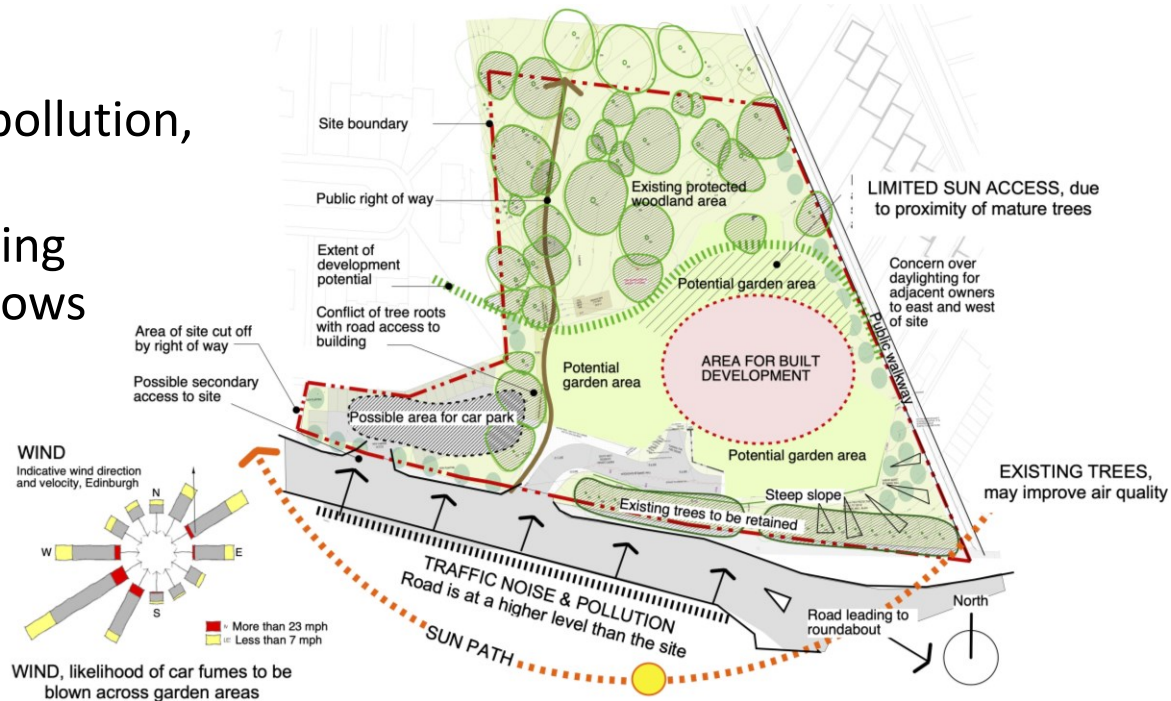 pollution,
ing
ows
Site boundary
Public right of way
Extent of
development
potential
Conflict of tree roots
with road access to
building
Area of site cut off
by right of way
Possible secondary
access to site
Possible area for car park
Existing protected
woodland area
LIMITED SUN ACCESS, due
to proximity of mature trees
Potential garden area
Concern over
daylighting for
adjacent owners
to east and west
of site
Public walkway
AREA FOR BUILT
DEVELOPMENT
Potential
garden area
Potential garden area
Steep slope
Existing trees to be retained
EXISTING TREES,
may improve air quality
TRAFFIC NOISE & POLLUTION
Road is at a higher level than the site
SUN PATH
Road leading to
roundabout
North
WIND
Indicative wind direction
and velocity, Edinburgh
N
W
E
S
More than 23 mph
Less than 7 mph
WIND, likelihood of car fumes to be
blown across garden areas